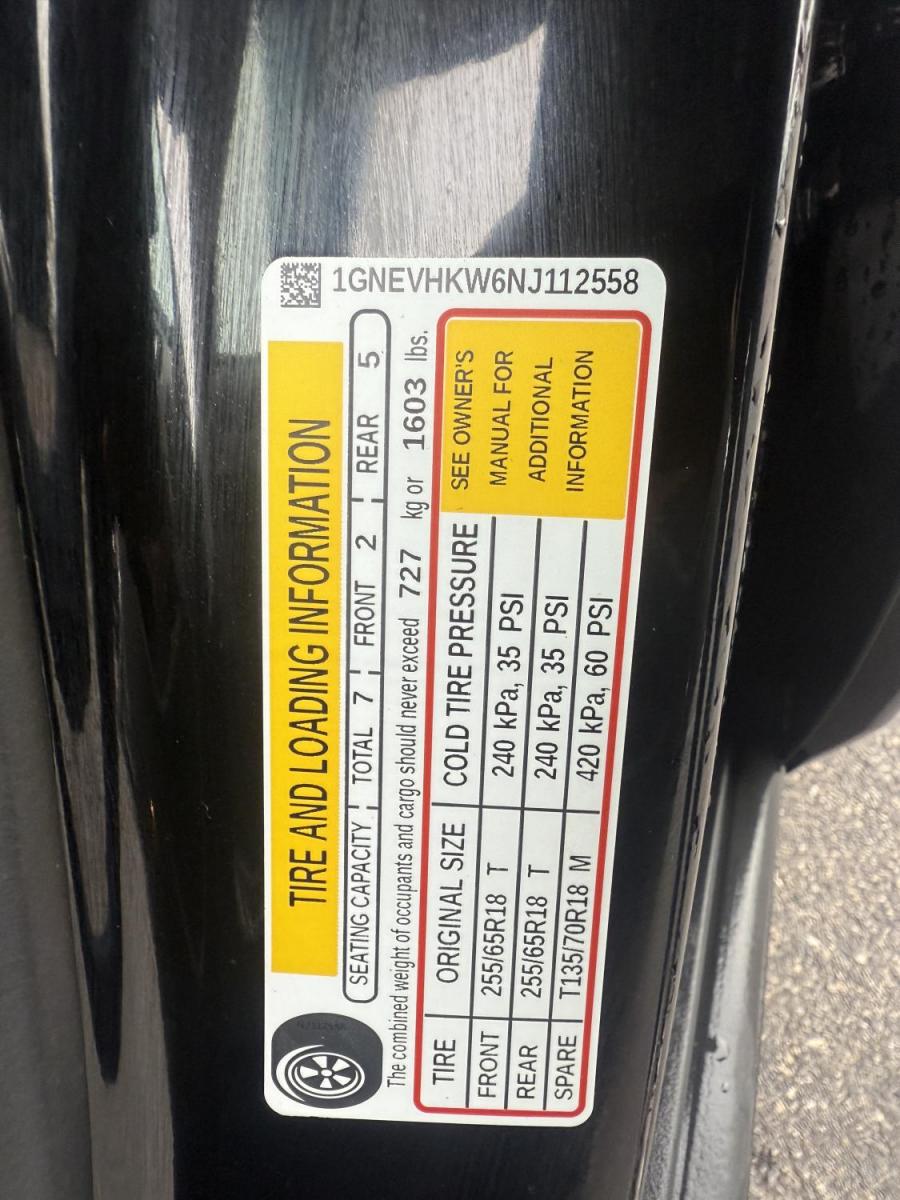 1GNEVHKW6NJ112558
TIRE AND LOADING INFORMATION
SEATING CAPACITY TOTAL 7 FRONT 2 REAR 5
The combined weight of occupants and cargo should never exceed 727 kg or 1603 lbs.
TIRE ORIGINAL SIZE COLD TIRE PRESSURE
FRONT 255/65R18 T 240 kPa, 35 PSI
REAR 255/65R18 T 240 kPa, 35 PSI
SPARE T135/70R18 M 420 kPa, 60 PSI
SEE OWNER'S
MANUAL FOR
ADDITIONAL
INFORMATION